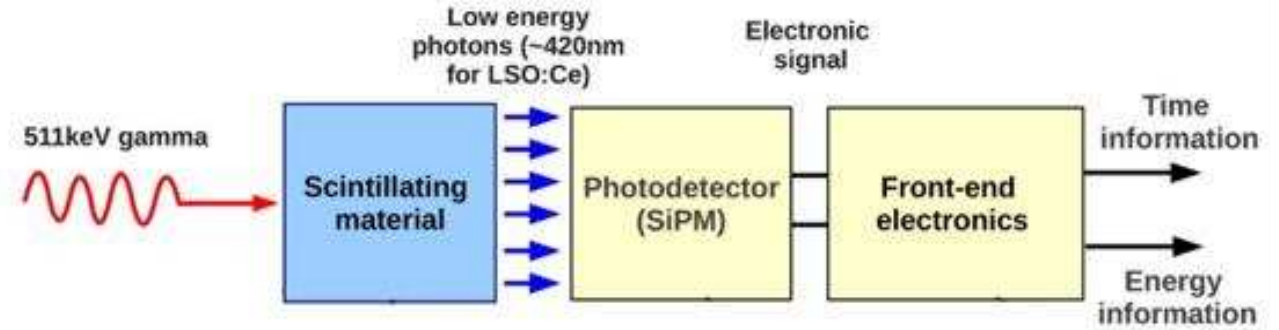 Low energy
photons (~420nm
for LSO:Ce)
Electronic
signal
511keV gamma
Scintillating
material
Photodetector
(SiPM)
Front-end
electronics
Time
information
Energy
information